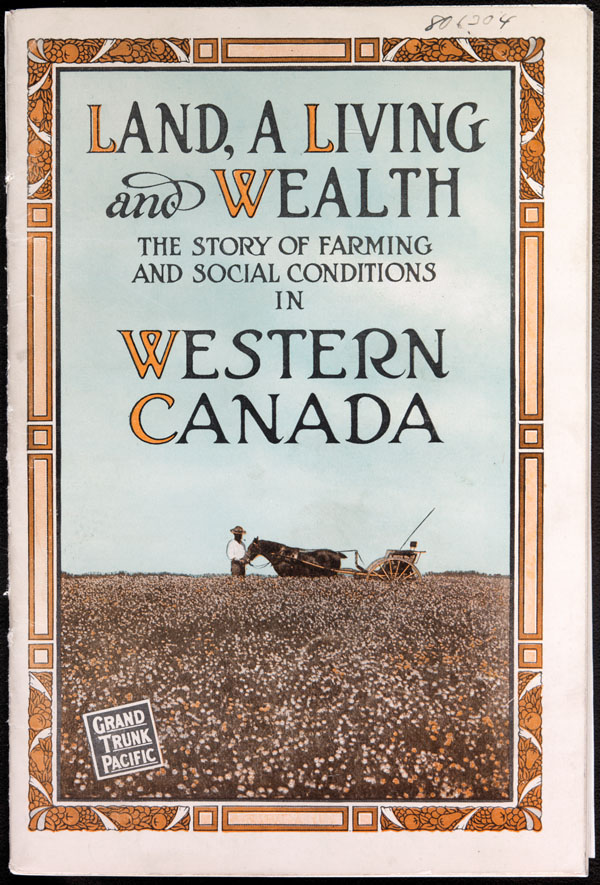 806204
LAND, A LIVING
and WEALTH
THE STORY OF FARMING
AND SOCIAL CONDITIONS
IN
WESTERN
CANADA
GRAND
TRUNK
PACIFIC